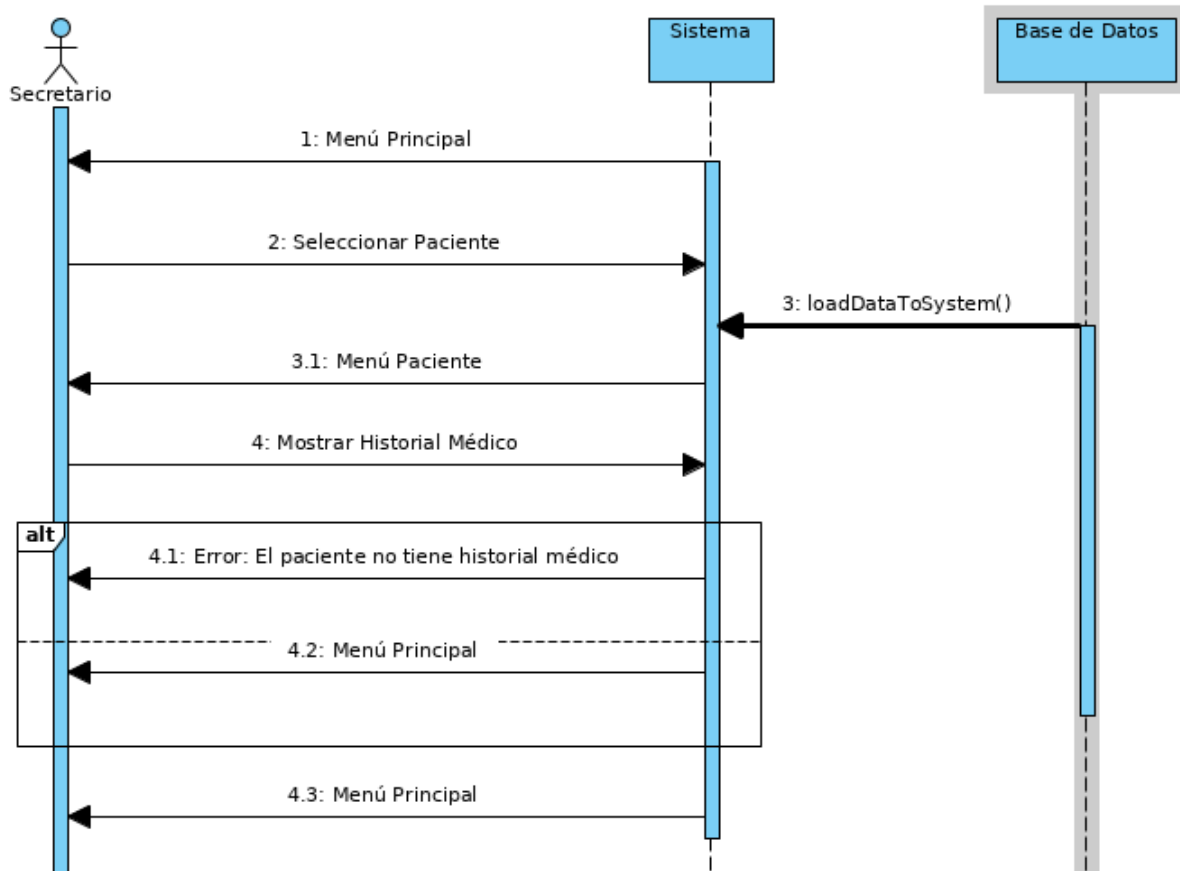 Sistema
Base de Datos
Secretario
1: Menú Principal
2: Seleccionar Paciente
3: loadDataToSystem()
3.1: Menú Paciente
4: Mostrar Historial Médico
alt
4.1: Error: El paciente no tiene historial médico
4.2: Menú Principal
4.3: Menú Principal